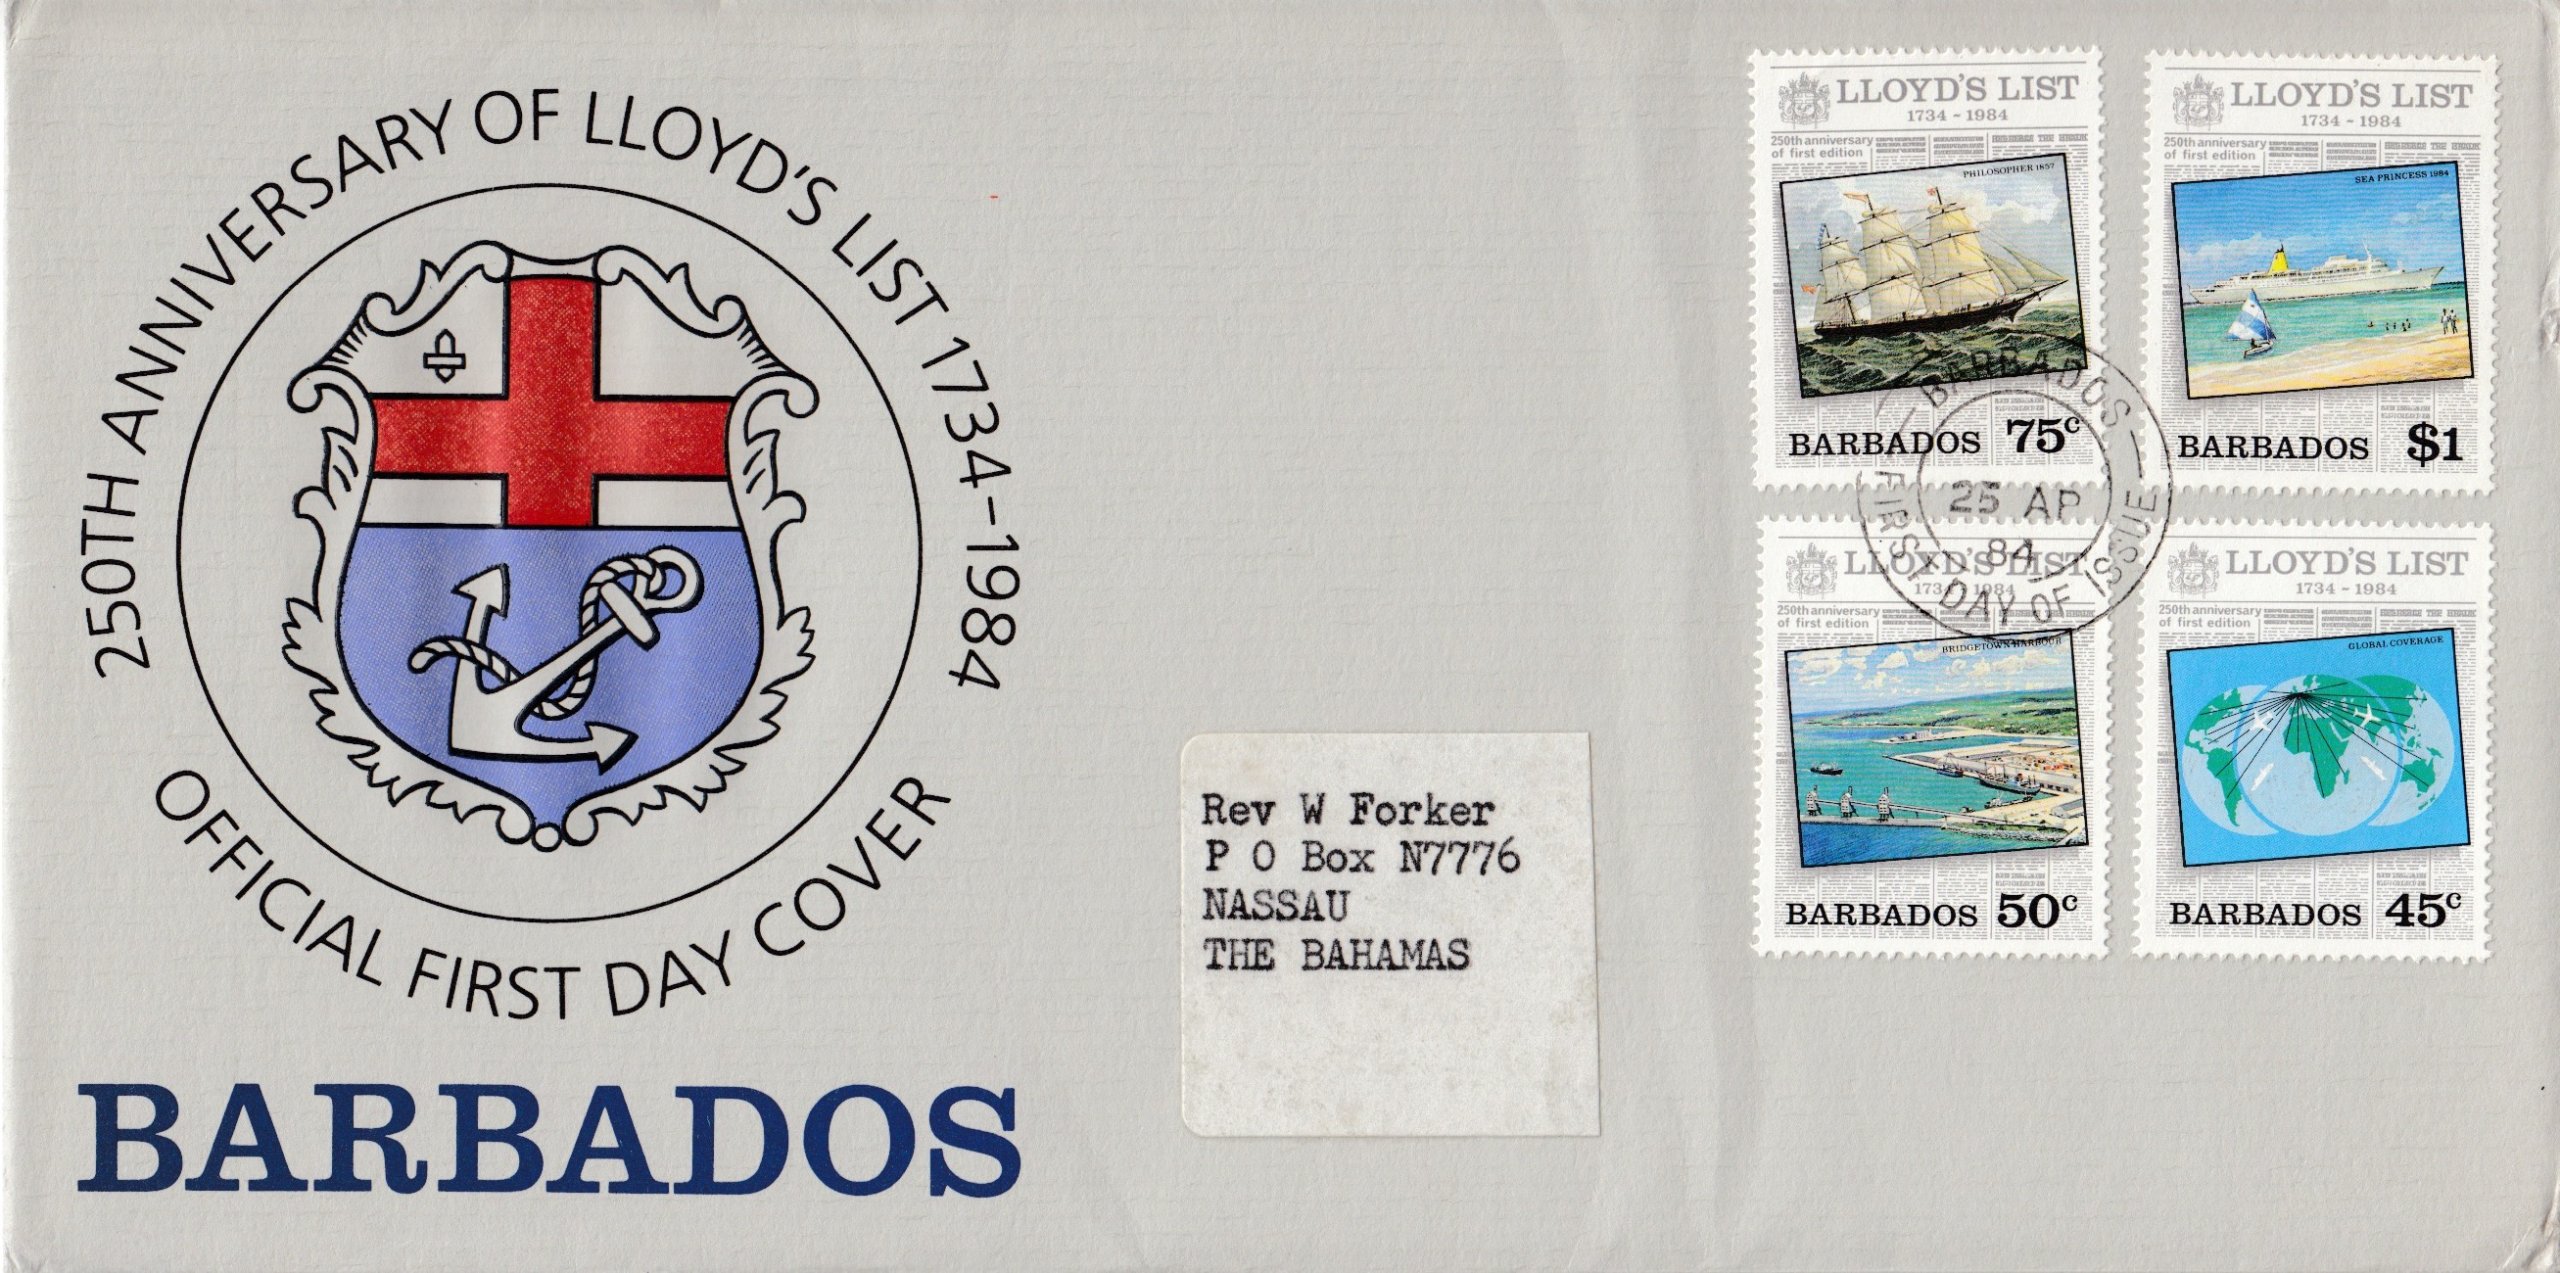 250TH ANNIVERSARY OF LLOYD'S LIST 1734-1984
OFFICIAL FIRST DAY COVER
BARBADOS
Rev W Forker
P O Box N7776
NASSAU
THE BAHAMAS
LLOYD'S LIST
1734-1984
250th anniversary
of first edition
PHILOSOPHER 1857
BARBADOS 75c
LLOYD'S LIST
1734-1984
250th anniversary
of first edition
SEA PRINCESS 1984
BARBADOS $1
BARBADOS
25 AP
84
FIRST DAY OF ISSUE
LLOYD'S LIST
1734-1984
250th anniversary
of first edition
BRIDGETOWN HARBOUR
BARBADOS 50c
LLOYD'S LIST
1734-1984
250th anniversary
of first edition
GLOBAL COVERAGE
BARBADOS 45c